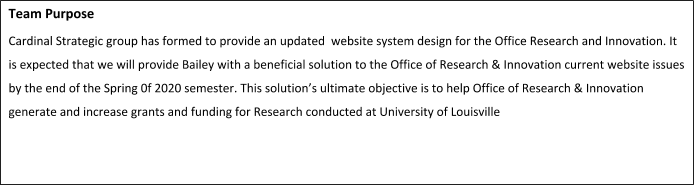 Team Purpose
Cardinal Strategic group has formed to provide an updated  website system design for the Office Research and Innovation. It
is expected that we will provide Bailey with a beneficial solution to the Office of Research & Innovation current website issues
by the end of the Spring 0f 2020 semester. This solution’s ultimate objective is to help Office of Research & Innovation
generate and increase grants and funding for Research conducted at University of Louisville